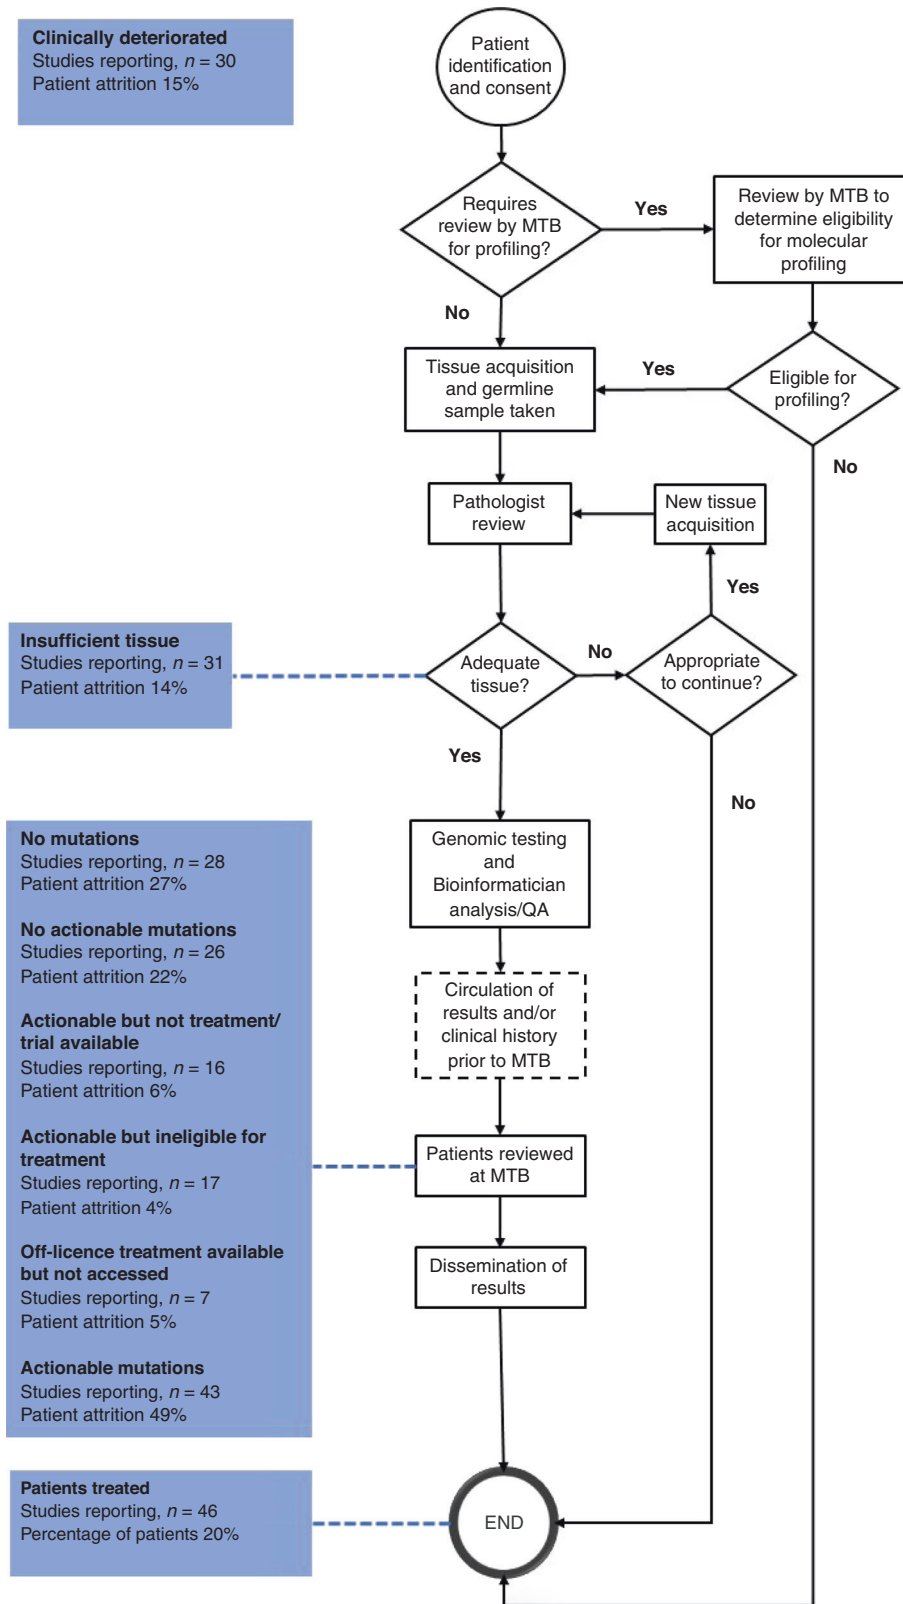 Clinically deteriorated
Studies reporting, n = 30
Patient attrition 15%
Patient
identification
and consent
Requires
review by MTB
for profiling?
Yes
Review by MTB to
determine eligibility
for molecular
profiling
No
Tissue acquisition
and germline
sample taken
Yes
Eligible for
profiling?
No
Pathologist
review
New tissue
acquisition
Yes
Insufficient tissue
Studies reporting, n = 31
Patient attrition 14%
Adequate
tissue?
No
Appropriate
to continue?
Yes
No
No mutations
Studies reporting, n = 28
Patient attrition 27%
No actionable mutations
Studies reporting, n = 26
Patient attrition 22%
Actionable but not treatment/
trial available
Studies reporting, n = 16
Patient attrition 6%
Actionable but ineligible for
treatment
Studies reporting, n = 17
Patient attrition 4%
Off-licence treatment available
but not accessed
Studies reporting, n = 7
Patient attrition 5%
Actionable mutations
Studies reporting, n = 43
Patient attrition 49%
Genomic testing
and
Bioinformatician
analysis/QA
Circulation of
results and/or
clinical history
prior to MTB
Patients reviewed
at MTB
Dissemination of
results
Patients treated
Studies reporting, n = 46
Percentage of patients 20%
END